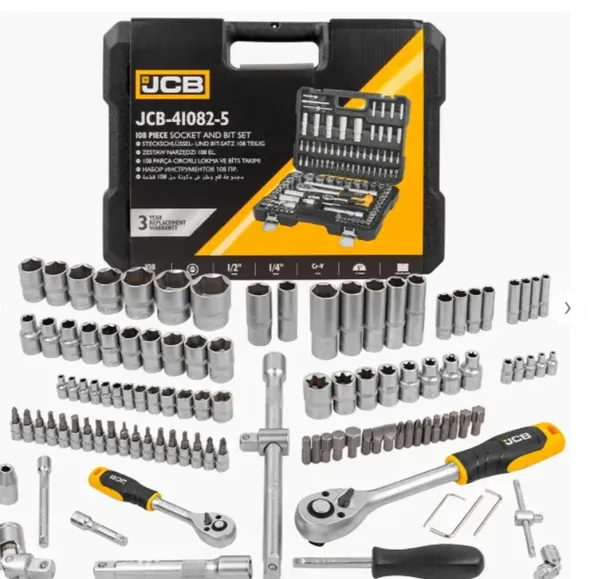 JCB
JCB-41082-5
108 PIECE SOCKET AND BIT SET
STECKSCHLÜSSEL- UND BIT-SATZ 108 TEILIG
ZESTAW NARZĘDZI 108 EL.
108 PARÇA CIRCIRLI LOKMA VE BİTS TAKIMI
НАБОР ИНСТРУМЕНТОВ 108 ПР.
3 YEAR
REPLACEMENT
WARRANTY
108
1/2"
1/4"
Cr-V
JCB
JCB